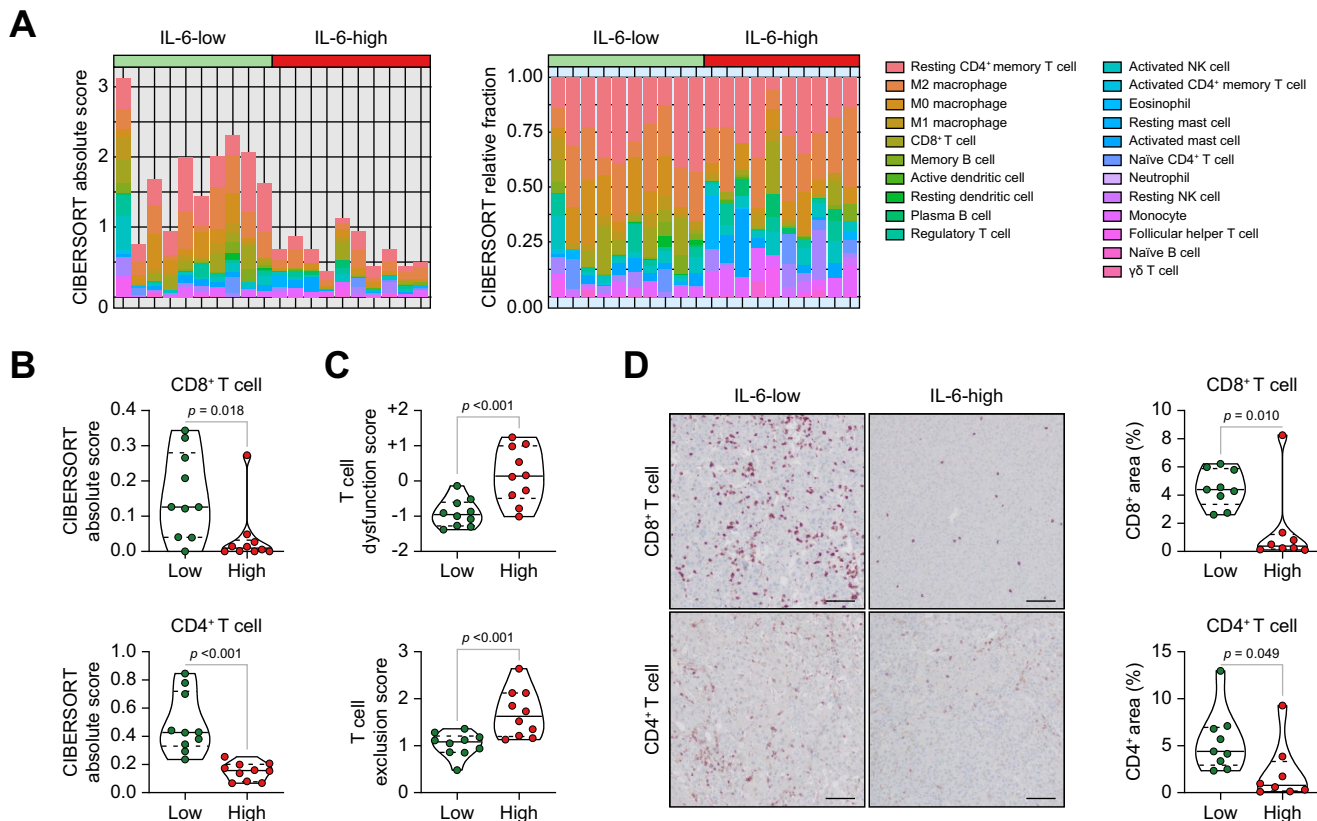 A
IL-6-low
IL-6-high
CIBERSORT absolute score
3
2
1
0
IL-6-low
IL-6-high
CIBERSORT relative fraction
1.00
0.75
0.50
0.25
0.00
Resting CD4⁺ memory T cell
M2 macrophage
M0 macrophage
M1 macrophage
CD8⁺ T cell
Memory B cell
Active dendritic cell
Resting dendritic cell
Plasma B cell
Regulatory T cell
Activated NK cell
Activated CD4⁺ memory T cell
Eosinophil
Resting mast cell
Activated mast cell
Naïve CD4⁺ T cell
Neutrophil
Resting NK cell
Monocyte
Follicular helper T cell
Naïve B cell
γδ T cell
B
CD8⁺ T cell
p = 0.018
CIBERSORT
absolute score
0.4
0.3
0.2
0.1
0.0
Low
High
CD4⁺ T cell
p <0.001
CIBERSORT
absolute score
1.0
0.8
0.6
0.4
0.2
0.0
Low
High
C
p <0.001
T cell
dysfunction score
+2
+1
0
-1
-2
Low
High
p <0.001
T cell
exclusion score
3
2
1
0
Low
High
D
IL-6-low
IL-6-high
CD8⁺ T cell
CD4⁺ T cell
CD8⁺ T cell
p = 0.010
CD8⁺ area (%)
10
8
6
4
2
0
Low
High
CD4⁺ T cell
p = 0.049
CD4⁺ area (%)
15
10
5
0
Low
High